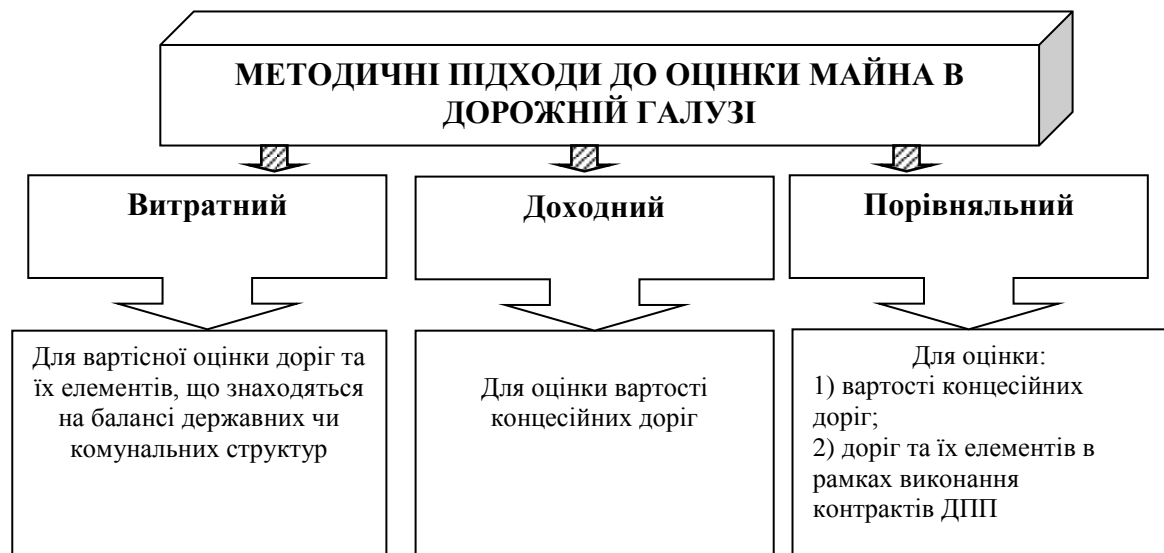 МЕТОДИЧНІ ПІДХОДИ ДО ОЦІНКИ МАЙНА В
ДОРОЖНІЙ ГАЛУЗІ
Витратний
Для вартісної оцінки доріг та
їх елементів, що знаходяться
на балансі державних чи
комунальних структур
Доходний
Для оцінки вартості
концесійних доріг
Порівняльний
Для оцінки:
1) вартості концесійних
доріг;
2) доріг та їх елементів в
рамках виконання
контрактів ДПП